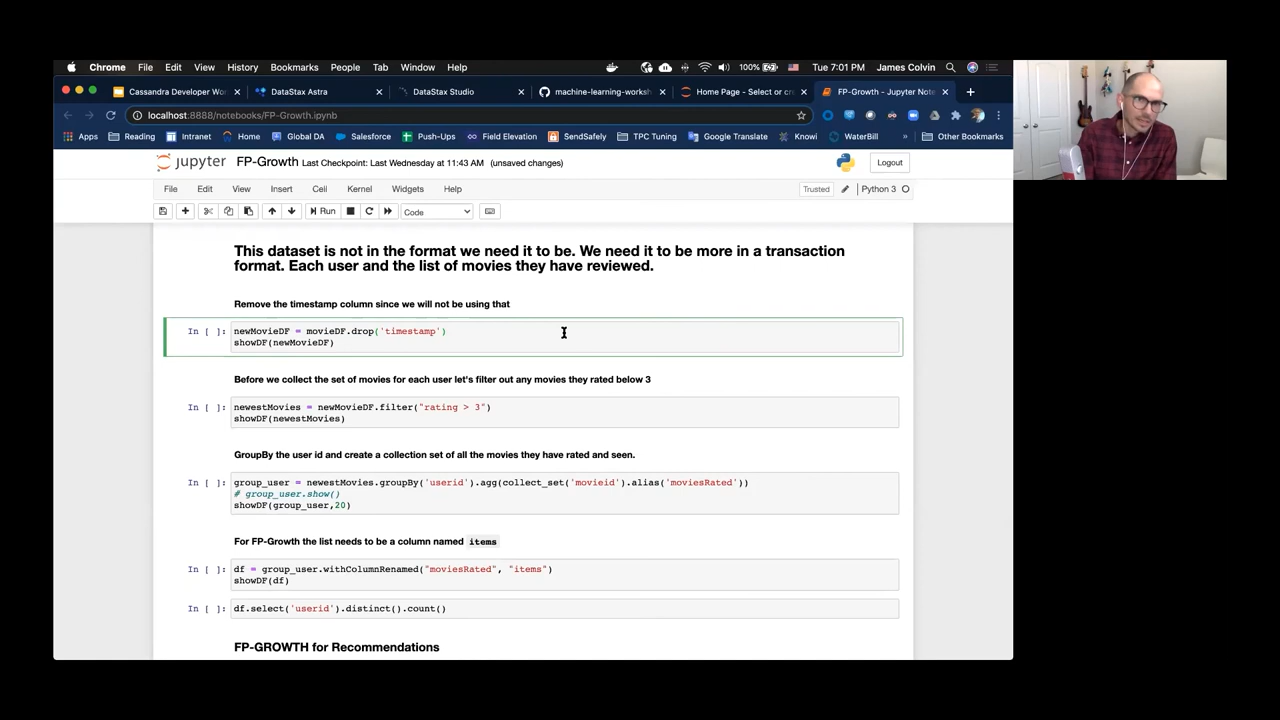 Chrome File Edit View History Bookmarks People Tab Window Help 100% Tue 7:01 PM James Colvin
Cassandra Developer Wor DataStax Astra DataStax Studio machine-learning-worksh Home Page - Select or cre FP-Growth - Jupyter Note
localhost:8888/notebooks/FP-Growth.ipynb
Apps Reading Intranet Home Global DA Salesforce Push-Ups Field Elevation SendSafely TPC Tuning Google Translate Knowi WaterBill » Other Bookmarks
jupyter FP-Growth Last Checkpoint: Last Wednesday at 11:43 AM (unsaved changes) Logout
File Edit View Insert Cell Kernel Widgets Help Trusted Python 3
Run Code
This dataset is not in the format we need it to be. We need it to be more in a transaction
format. Each user and the list of movies they have reviewed.
Remove the timestamp column since we will not be using that
In [ ]: newMovieDF = movieDF.drop('timestamp')
showDF(newMovieDF)
Before we collect the set of movies for each user let's filter out any movies they rated below 3
In [ ]: newestMovies = newMovieDF.filter("rating > 3")
showDF(newestMovies)
GroupBy the user id and create a collection set of all the movies they have rated and seen.
In [ ]: group_user = newestMovies.groupBy('userid').agg(collect_set('movieid').alias('moviesRated'))
# group_user.show()
showDF(group_user,20)
For FP-Growth the list needs to be a column named items
In [ ]: df = group_user.withColumnRenamed("moviesRated", "items")
showDF(df)
In [ ]: df.select('userid').distinct().count()
FP-GROWTH for Recommendations